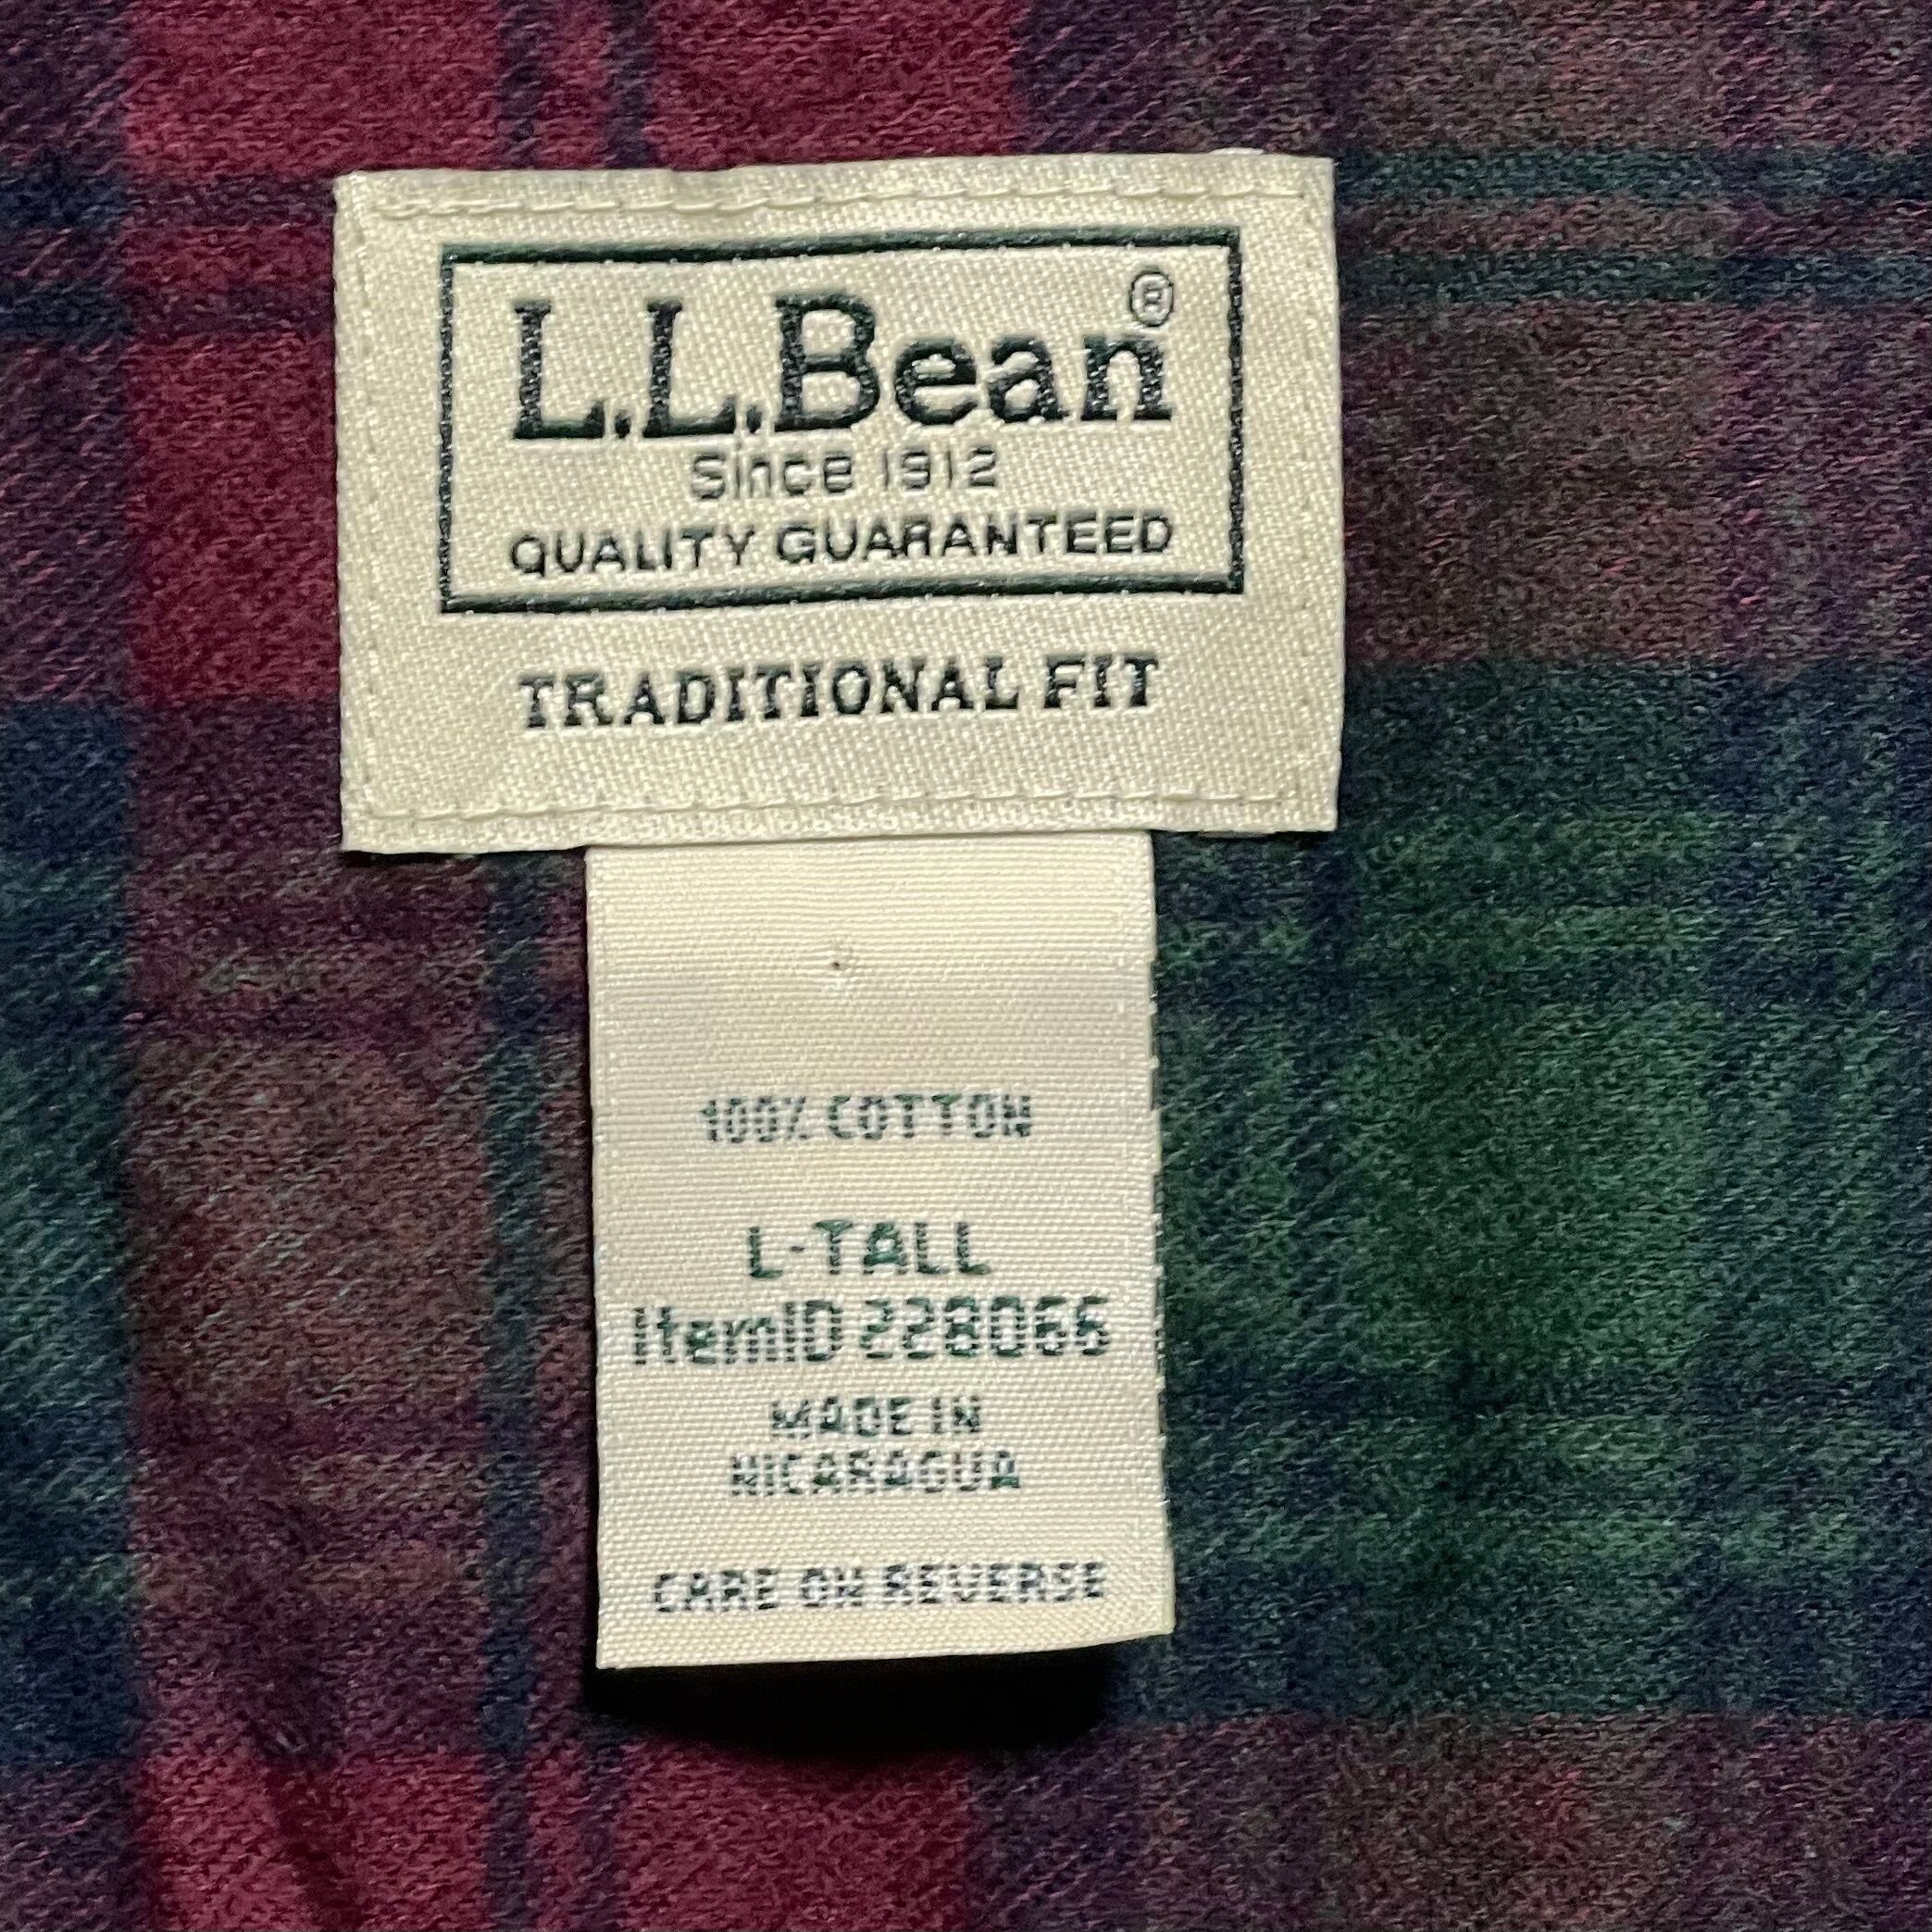 L.L.Bean®
Since 1912
QUALITY GUARANTEED
TRADITIONAL FIT
100% COTTON
L-TALL
ItemID 228066
MADE IN
NICARAGUA
CARE ON REVERSE